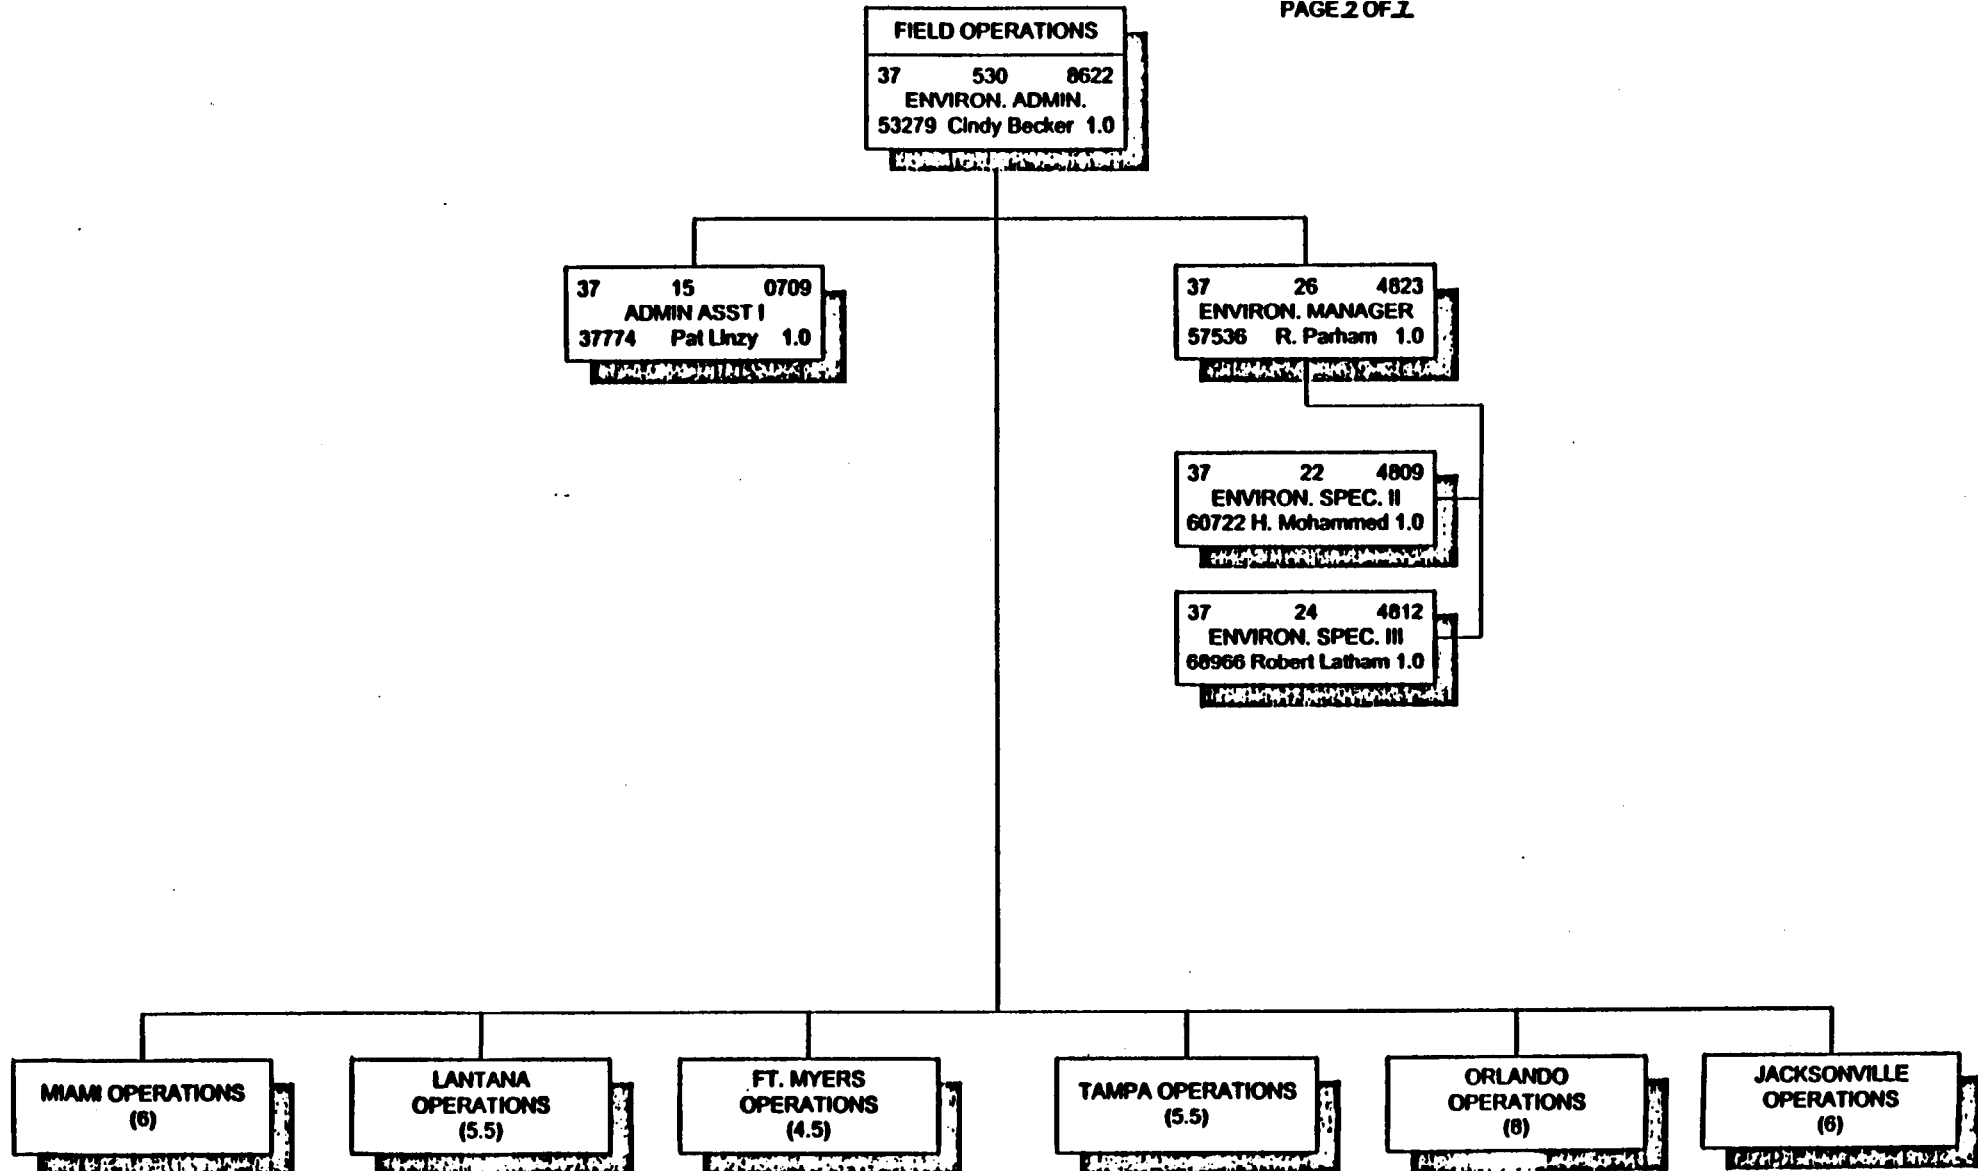 PAGE 2 OF
FIELD OPERATIONS
37 530 8622
ENVIRON. ADMIN.
53279 Cindy Becker 1.0
37 15 0709
ADMIN ASST I
37774 Pat Linzy 1.0
37 26 4823
ENVIRON. MANAGER
57536 R. Parham 1.0
37 22 4809
ENVIRON. SPEC. II
60722 H. Mohammed 1.0
37 24 4812
ENVIRON. SPEC. III
Robert Latham 1.0
MIAMI OPERATIONS
(6)
LANTANA
OPERATIONS
(5.5)
FT. MYERS
OPERATIONS
(4.5)
TAMPA OPERATIONS
(5.5)
ORLANDO
OPERATIONS
(6)
JACKSONVILLE
OPERATIONS
(6)